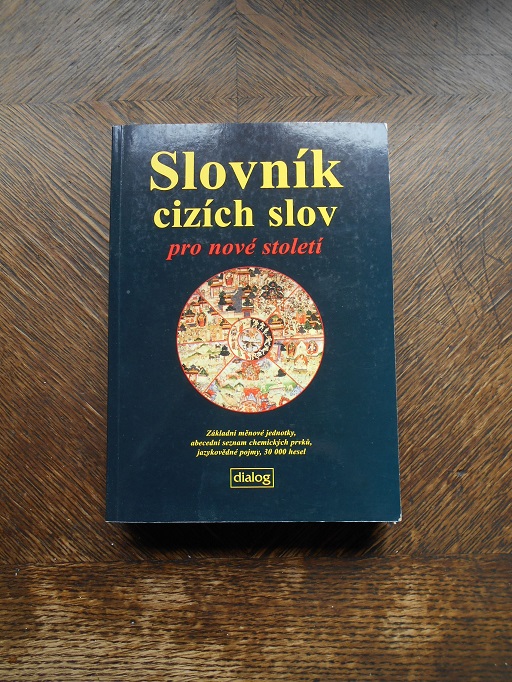 Slovník
cizích slov
pro nové století
Základní měnové jednotky,
abecední seznam chemických prvků,
jazykovědné pojmy, 30 000 hesel
dialog